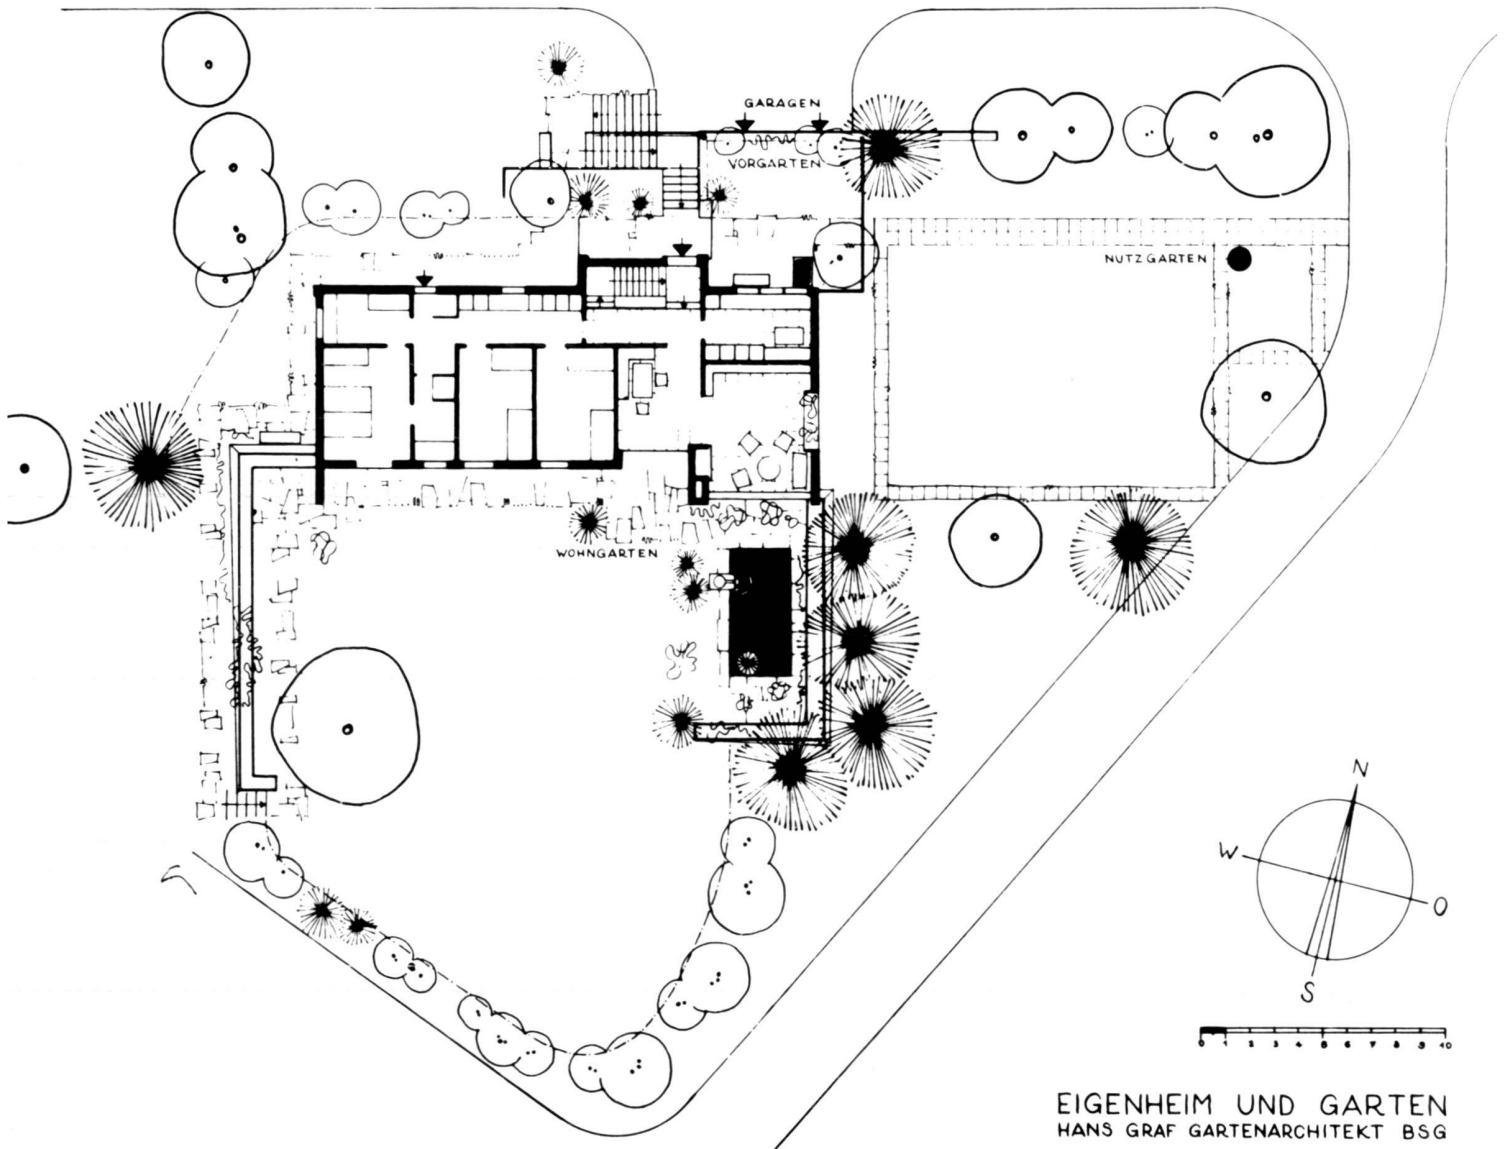 GARAGEN
VORGARTEN
NUTZGARTEN
WOHNGARTEN
N
W
O
S
0 1 2 3 4 5 6 7 8 9 10
EIGENHEIM UND GARTEN
HANS GRAF GARTENARCHITEKT BSG